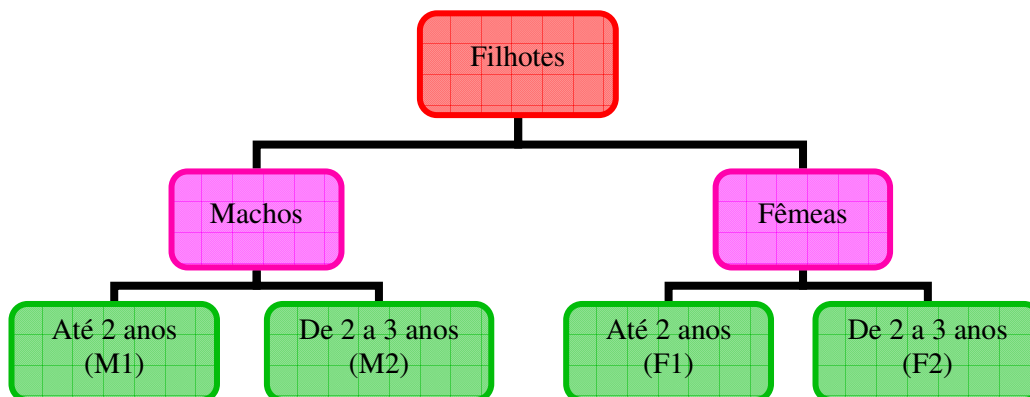 Filhotes
Machos
Fêmeas
Até 2 anos
(M1)
De 2 a 3 anos
(M2)
Até 2 anos
(F1)
De 2 a 3 anos
(F2)